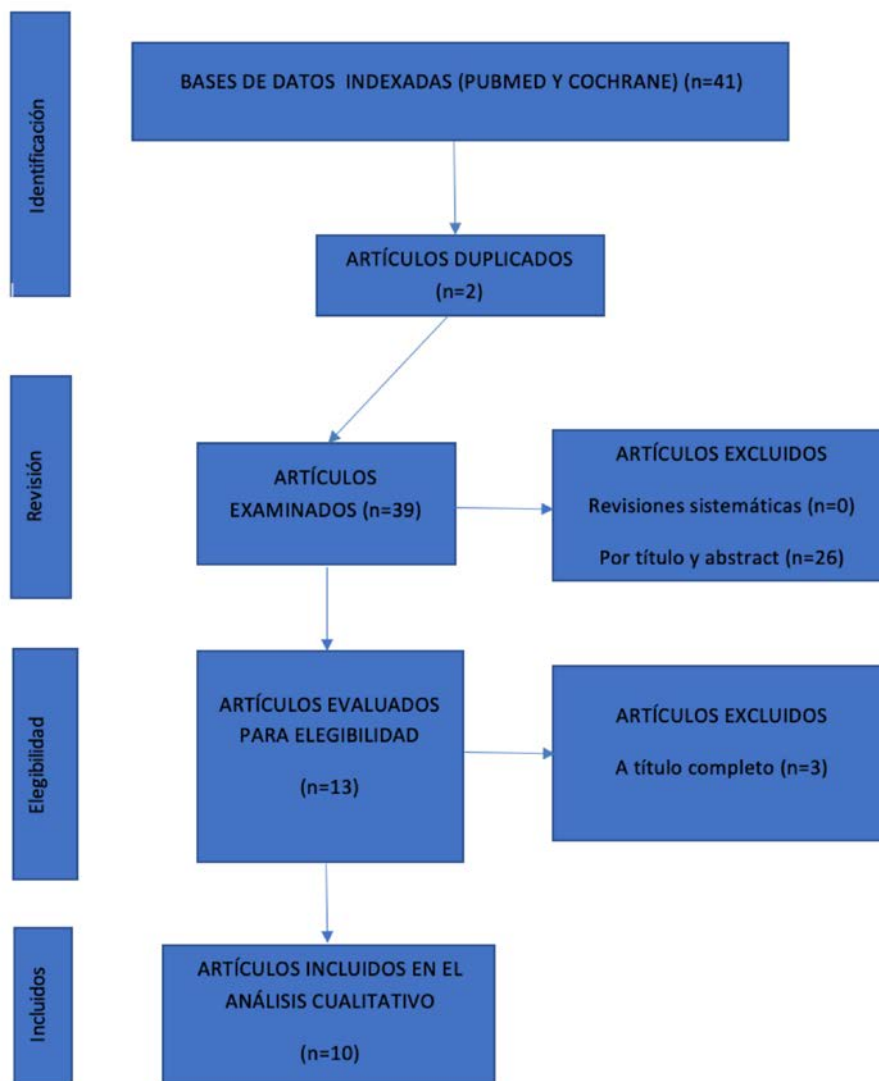 Identificación
BASES DE DATOS INDEXADAS (PUBMED Y COCHRANE) (n=41)
ARTÍCULOS DUPLICADOS
(n=2)
Revisión
ARTÍCULOS
EXAMINADOS (n=39)
ARTÍCULOS EXCLUIDOS
Revisiones sistemáticas (n=0)
Por título y abstract (n=26)
Elegibilidad
ARTÍCULOS EVALUADOS
PARA ELEGIBILIDAD
(n=13)
ARTÍCULOS EXCLUIDOS
A título completo (n=3)
Incluidos
ARTÍCULOS INCLUIDOS EN EL
ANÁLISIS CUALITATIVO
(n=10)